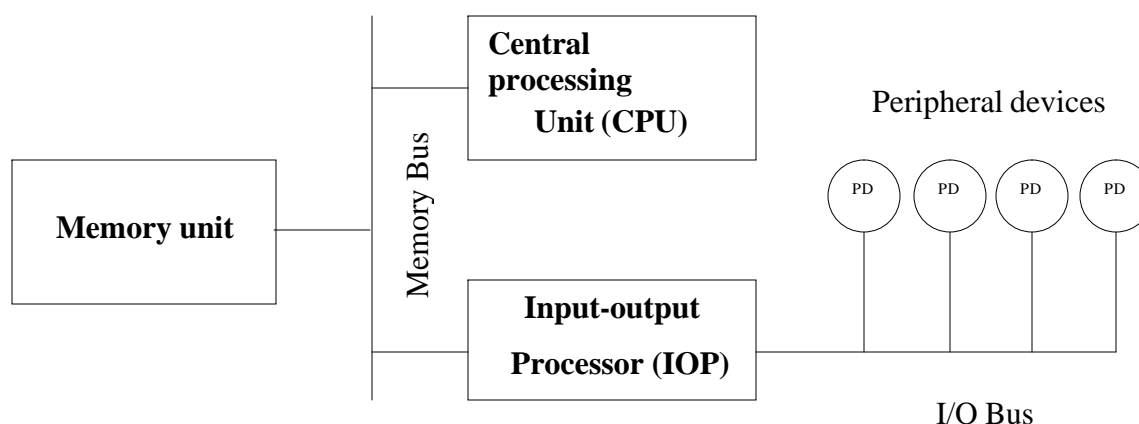 Central
processing
Unit (CPU)
Peripheral devices
PD PD PD PD
Memory Bus
Memory unit
Input-output
Processor (IOP)
I/O Bus